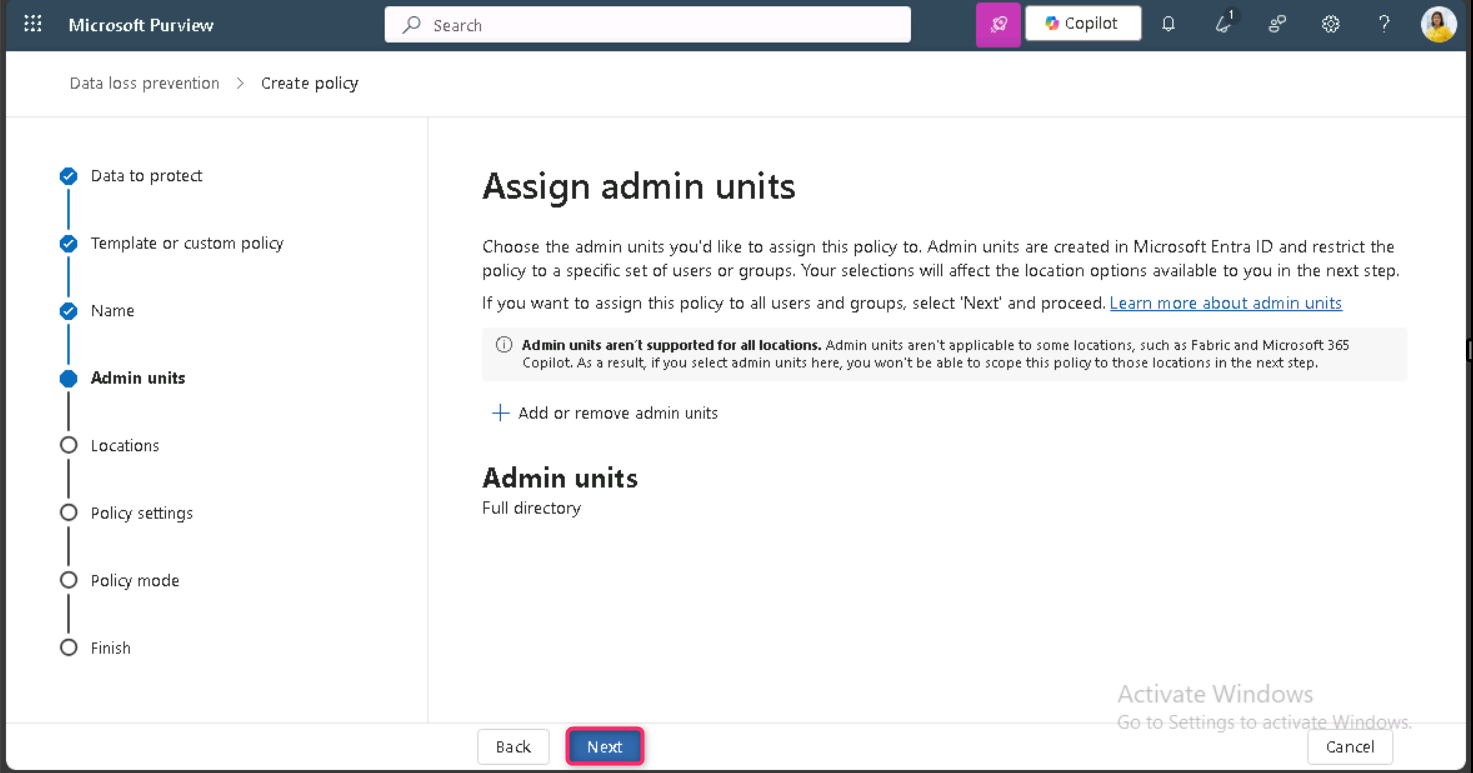 Microsoft Purview
Search
Copilot
1
?
Data loss prevention > Create policy
Data to protect
Template or custom policy
Name
Admin units
Locations
Policy settings
Policy mode
Finish
Assign admin units
Choose the admin units you'd like to assign this policy to. Admin units are created in Microsoft Entra ID and restrict the
policy to a specific set of users or groups. Your selections will affect the location options available to you in the next step.
If you want to assign this policy to all users and groups, select 'Next' and proceed. Learn more about admin units
Admin units aren't supported for all locations. Admin units aren't applicable to some locations, such as Fabric and Microsoft 365
Copilot. As a result, if you select admin units here, you won't be able to scope this policy to those locations in the next step.
+ Add or remove admin units
Admin units
Full directory
Activate Windows
Go to Settings to activate Windows.
Back
Next
Cancel